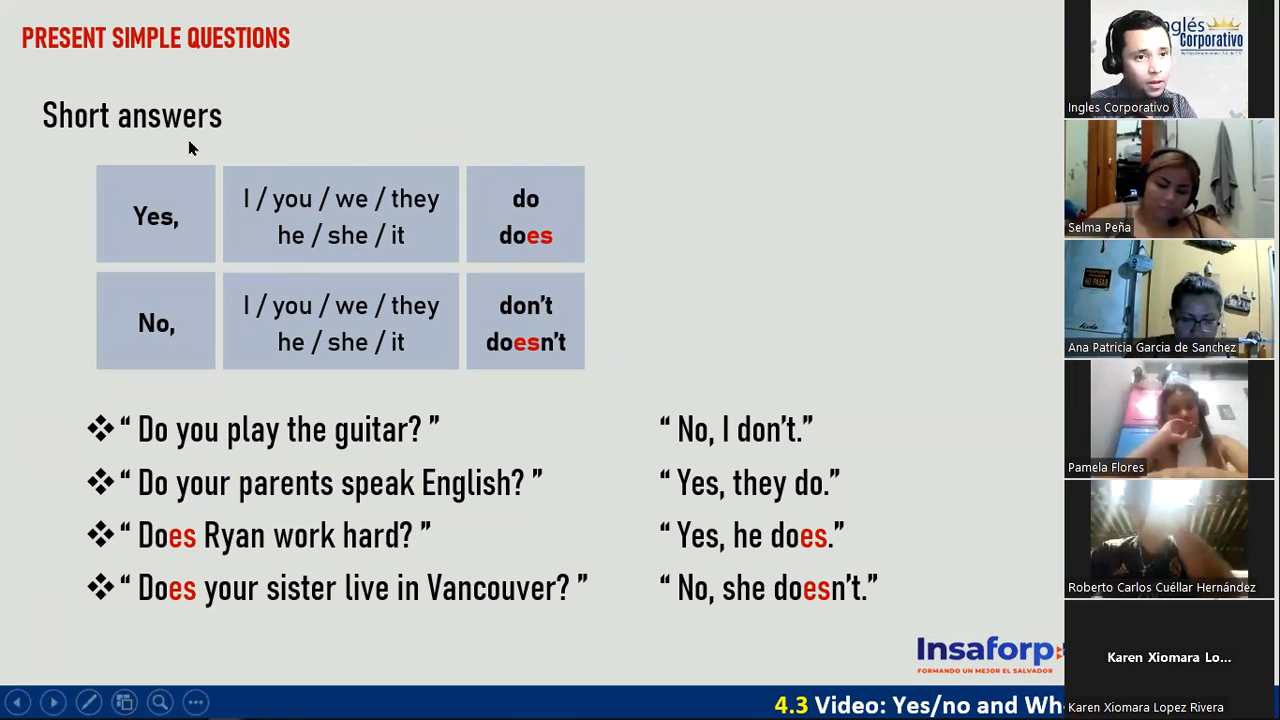 PRESENT SIMPLE QUESTIONS
Short answers
Yes,
I / you / we / they
he / she / it
do
does
No,
I / you / we / they
he / she / it
don't
doesn't
❖ “ Do you play the guitar? ” “ No, I don't.”
❖ “ Do your parents speak English? ” “ Yes, they do.”
❖ “ Does Ryan work hard? ” “ Yes, he does.”
❖ “ Does your sister live in Vancouver? ” “ No, she doesn't.”
Insaforp
FORMANDO UN MEJOR EL SALVADOR
4.3 Video: Yes/no and Wh
Inglés
Corporativo
Ingles Corporativo
Selma Peña
NO PASAR
Ana Patricia Garcia de Sanchez
Pamela Flores
Roberto Carlos Cuéllar Hernández
Karen Xiomara Lo...
Karen Xiomara Lopez Rivera